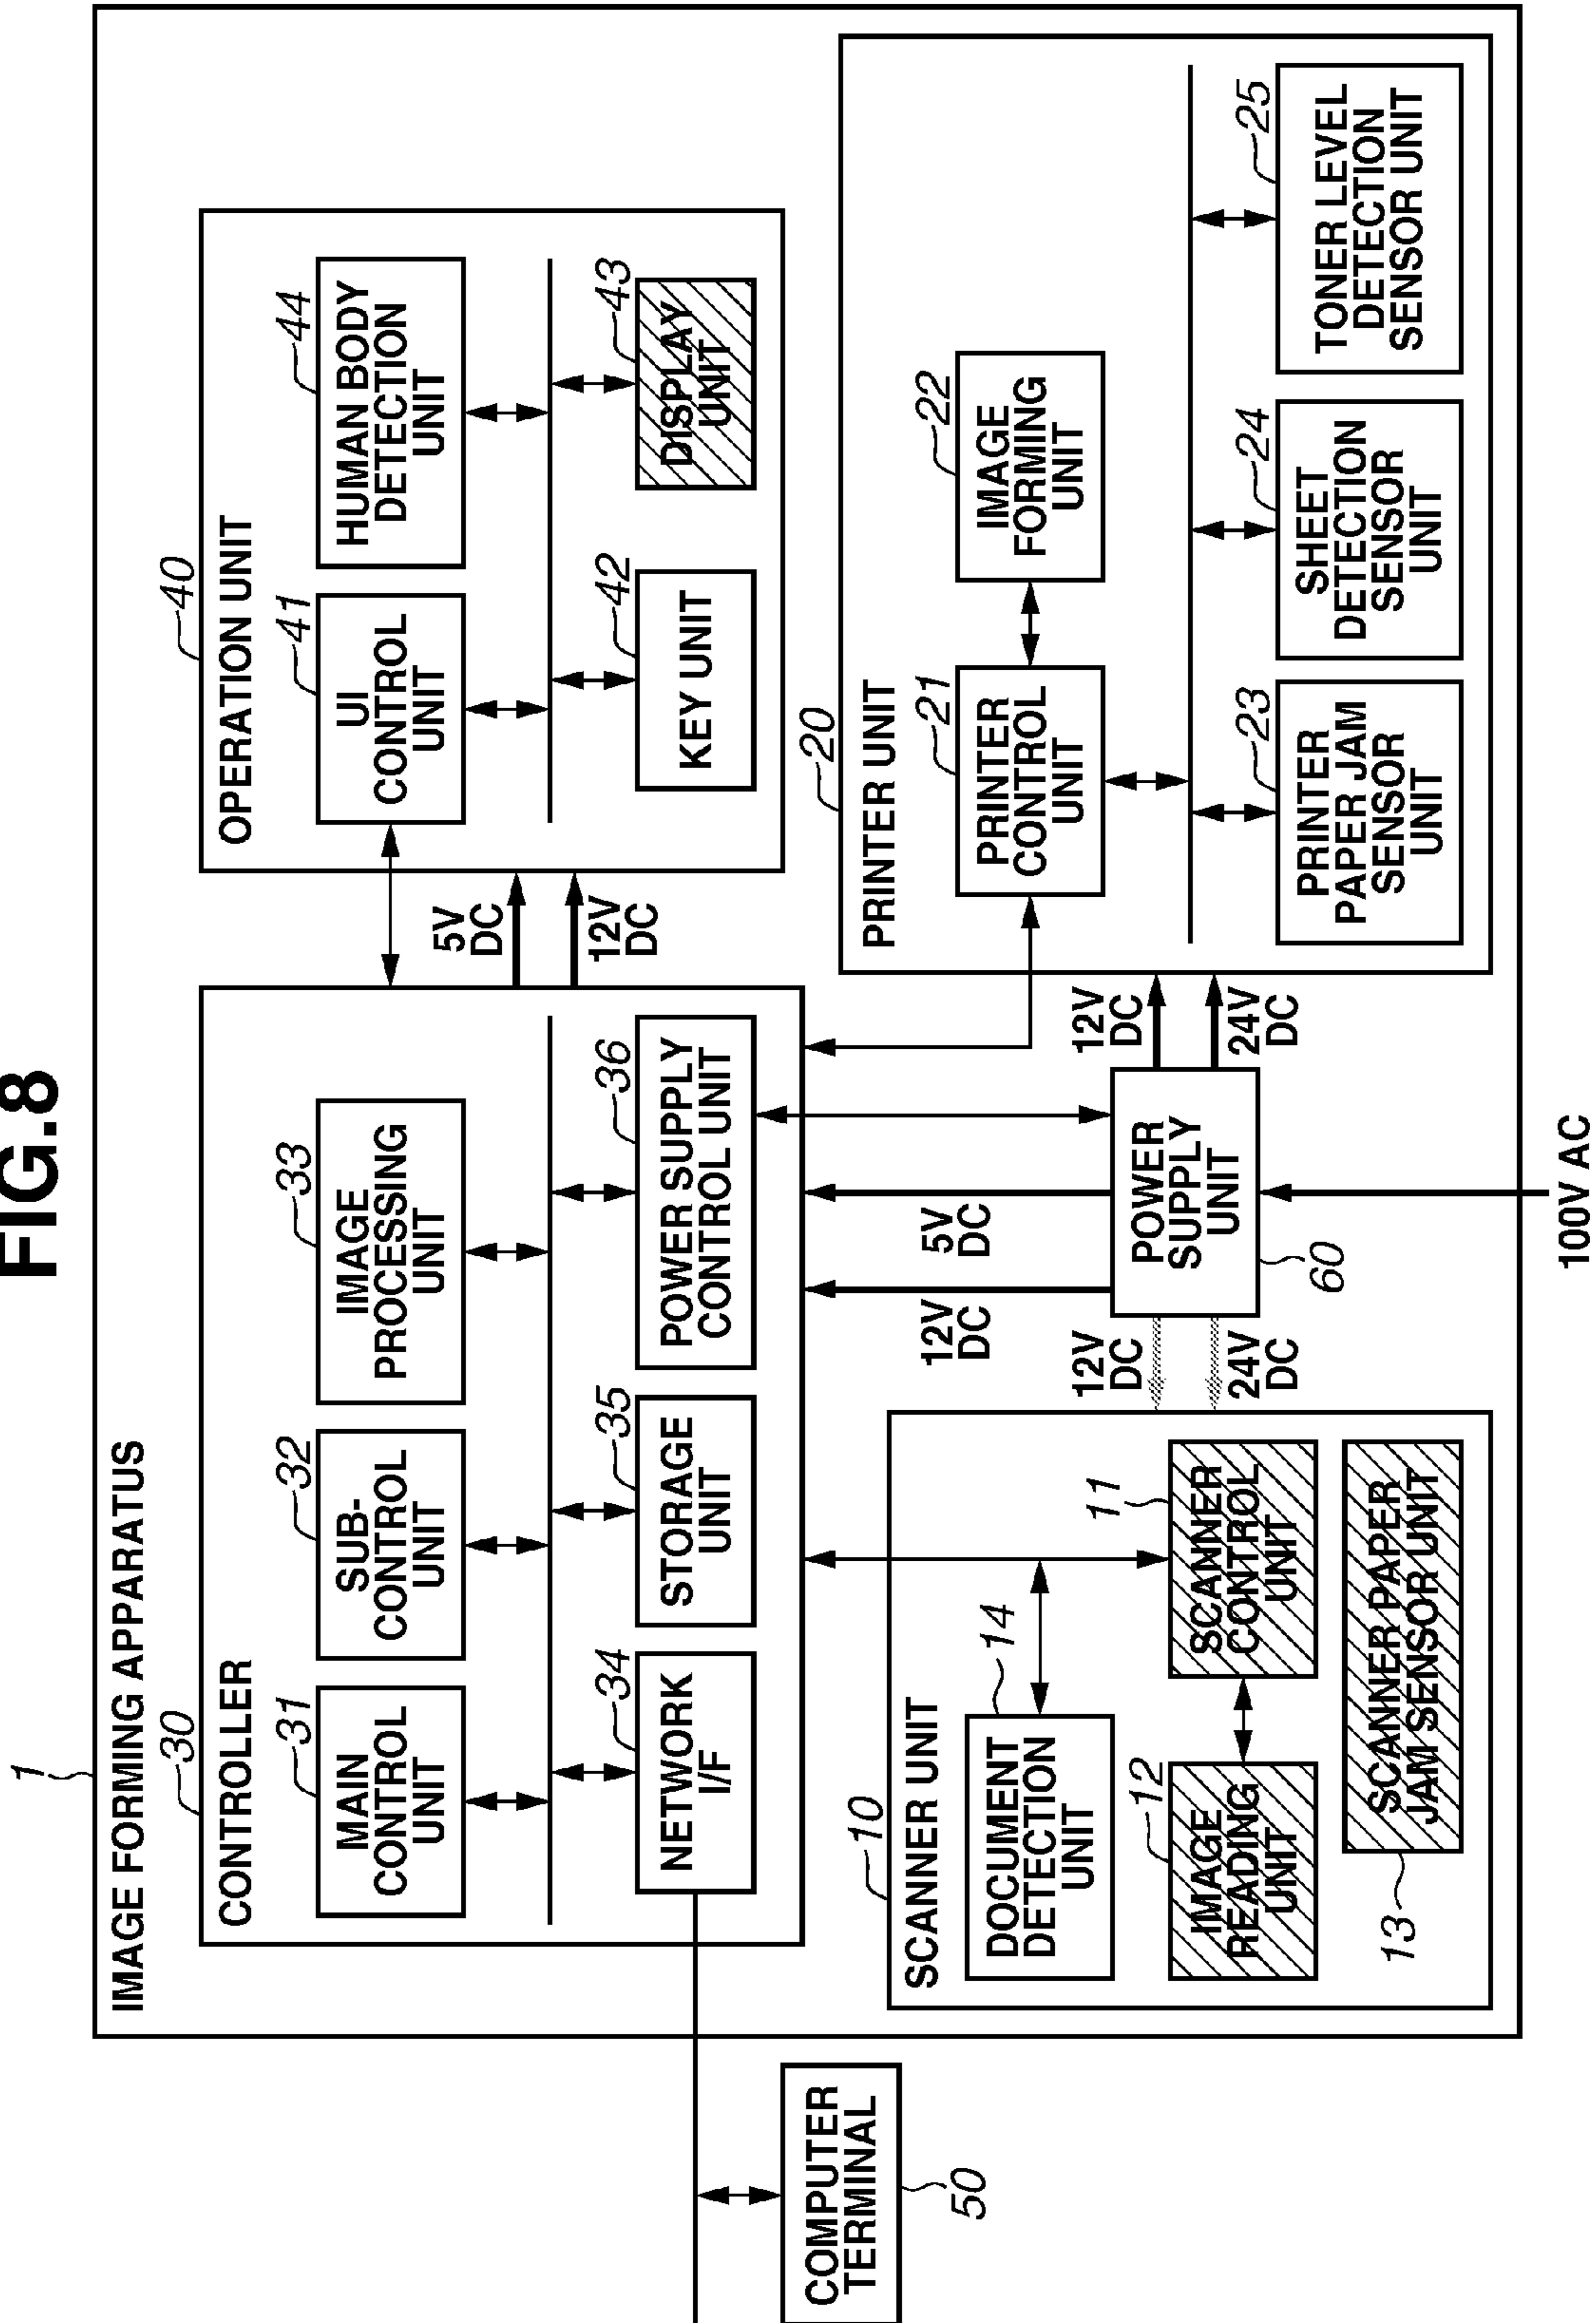 FIG.8
1
IMAGE FORMING APPARATUS
30
CONTROLLER
31
MAIN
CONTROL
UNIT
32
SUB-
CONTROL
UNIT
33
IMAGE
PROCESSING
UNIT
34
NETWORK
I/F
35
STORAGE
UNIT
36
POWER SUPPLY
CONTROL UNIT
5V
DC
12V
DC
40
OPERATION UNIT
41
UI
CONTROL
UNIT
44
HUMAN BODY
DETECTION
UNIT
42
KEY UNIT
43
DISPLAY
UNIT
COMPUTER
TERMINAL
50
10
SCANNER UNIT
14
DOCUMENT
DETECTION
UNIT
12
IMAGE
READING
UNIT
11
SCANNER
CONTROL
UNIT
13
SCANNER PAPER
JAM SENSOR UNIT
12V
DC
5V
DC
12V
DC
24V
DC
POWER
SUPPLY
UNIT
60
12V
DC
24V
DC
100V AC
20
PRINTER UNIT
21
PRINTER
CONTROL
UNIT
22
IMAGE
FORMING
UNIT
23
PRINTER
PAPER JAM
SENSOR
UNIT
24
SHEET
DETECTION
SENSOR
UNIT
25
TONER LEVEL
DETECTION
SENSOR UNIT